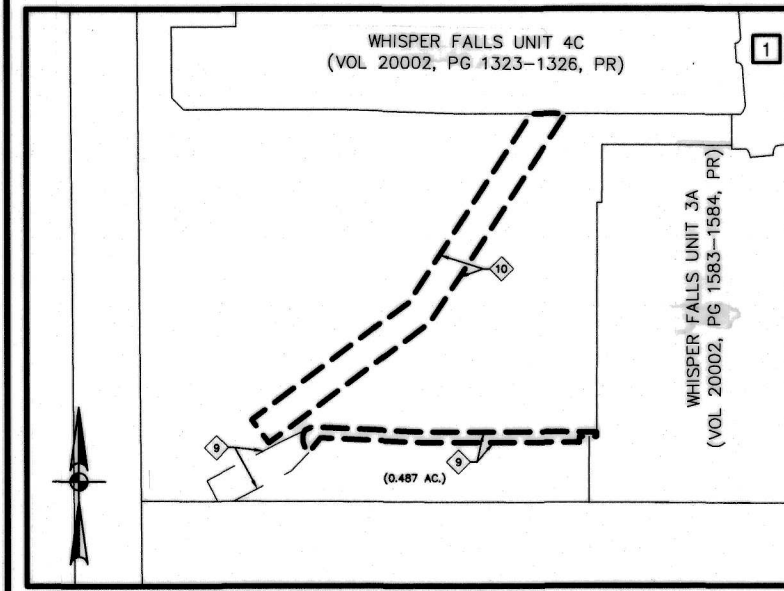 WHISPER FALLS UNIT 4C
(VOL 20002, PG 1323-1326, PR)
1
WHISPER FALLS UNIT 3A
(VOL 20002, PG 1583-1584, PR)
10
9
9
(0.487 AC.)